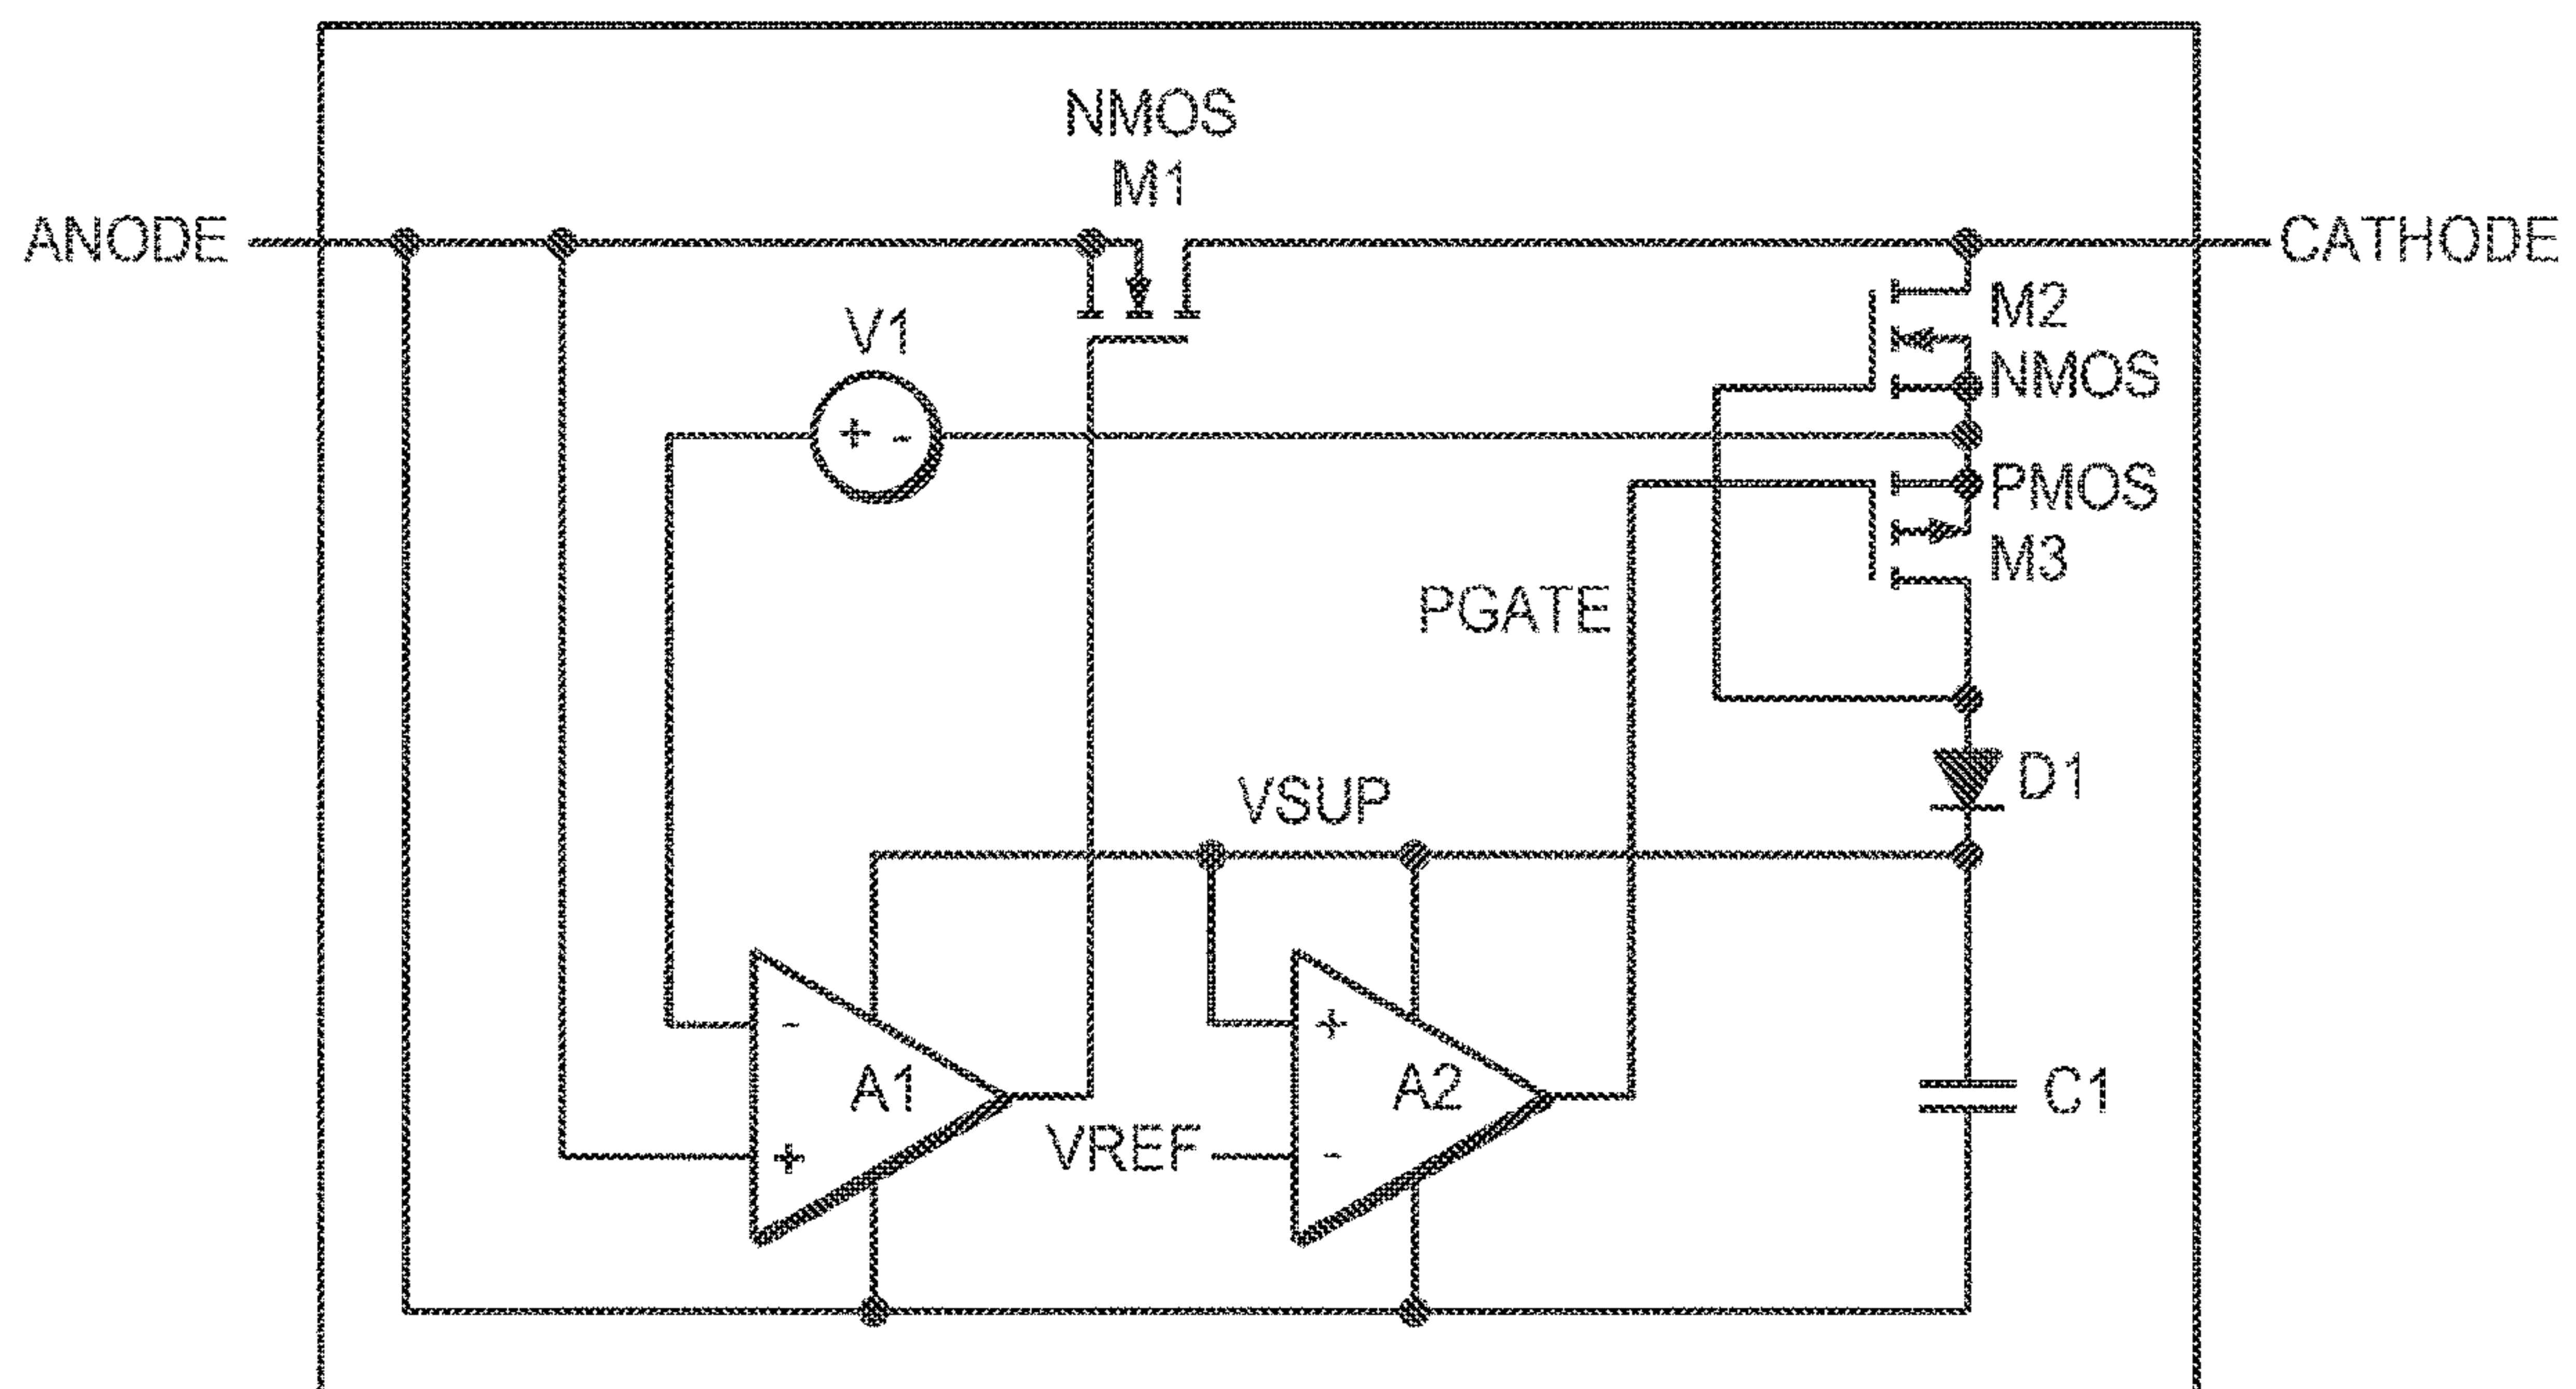 NMOS
M1
ANODE
CATHODE
V1
+ -
M2
NMOS
PMOS
M3
PGATE
D1
VSUP
-
A1
+
+
A2
VREF
-
C1